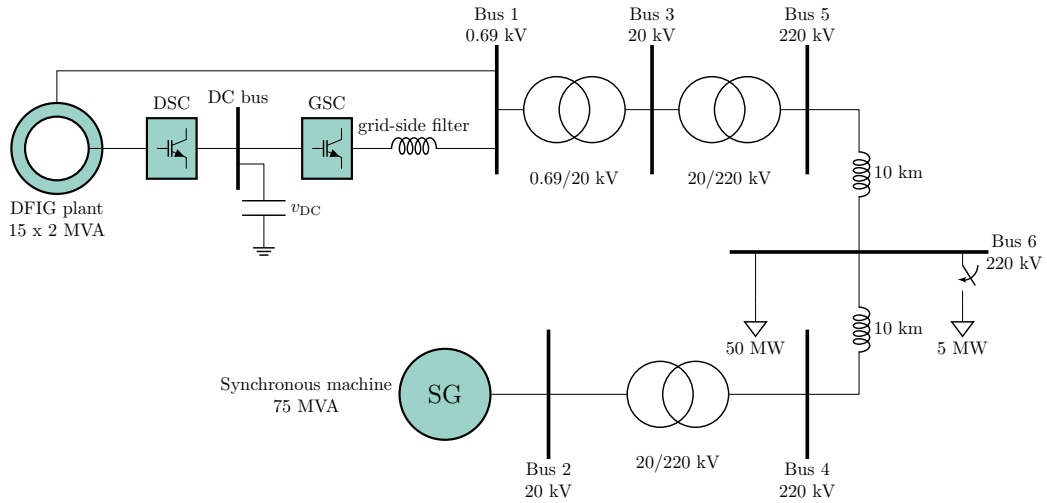 Bus 1
0.69 kV
Bus 3
20 kV
Bus 5
220 kV
DSC
DC bus
GSC
grid-side filter
0.69/20 kV
20/220 kV
10 km
v_DC
DFIG plant
15 x 2 MVA
Bus 6
220 kV
10 km
50 MW
5 MW
Synchronous machine
75 MVA
SG
Bus 2
20 kV
20/220 kV
Bus 4
220 kV